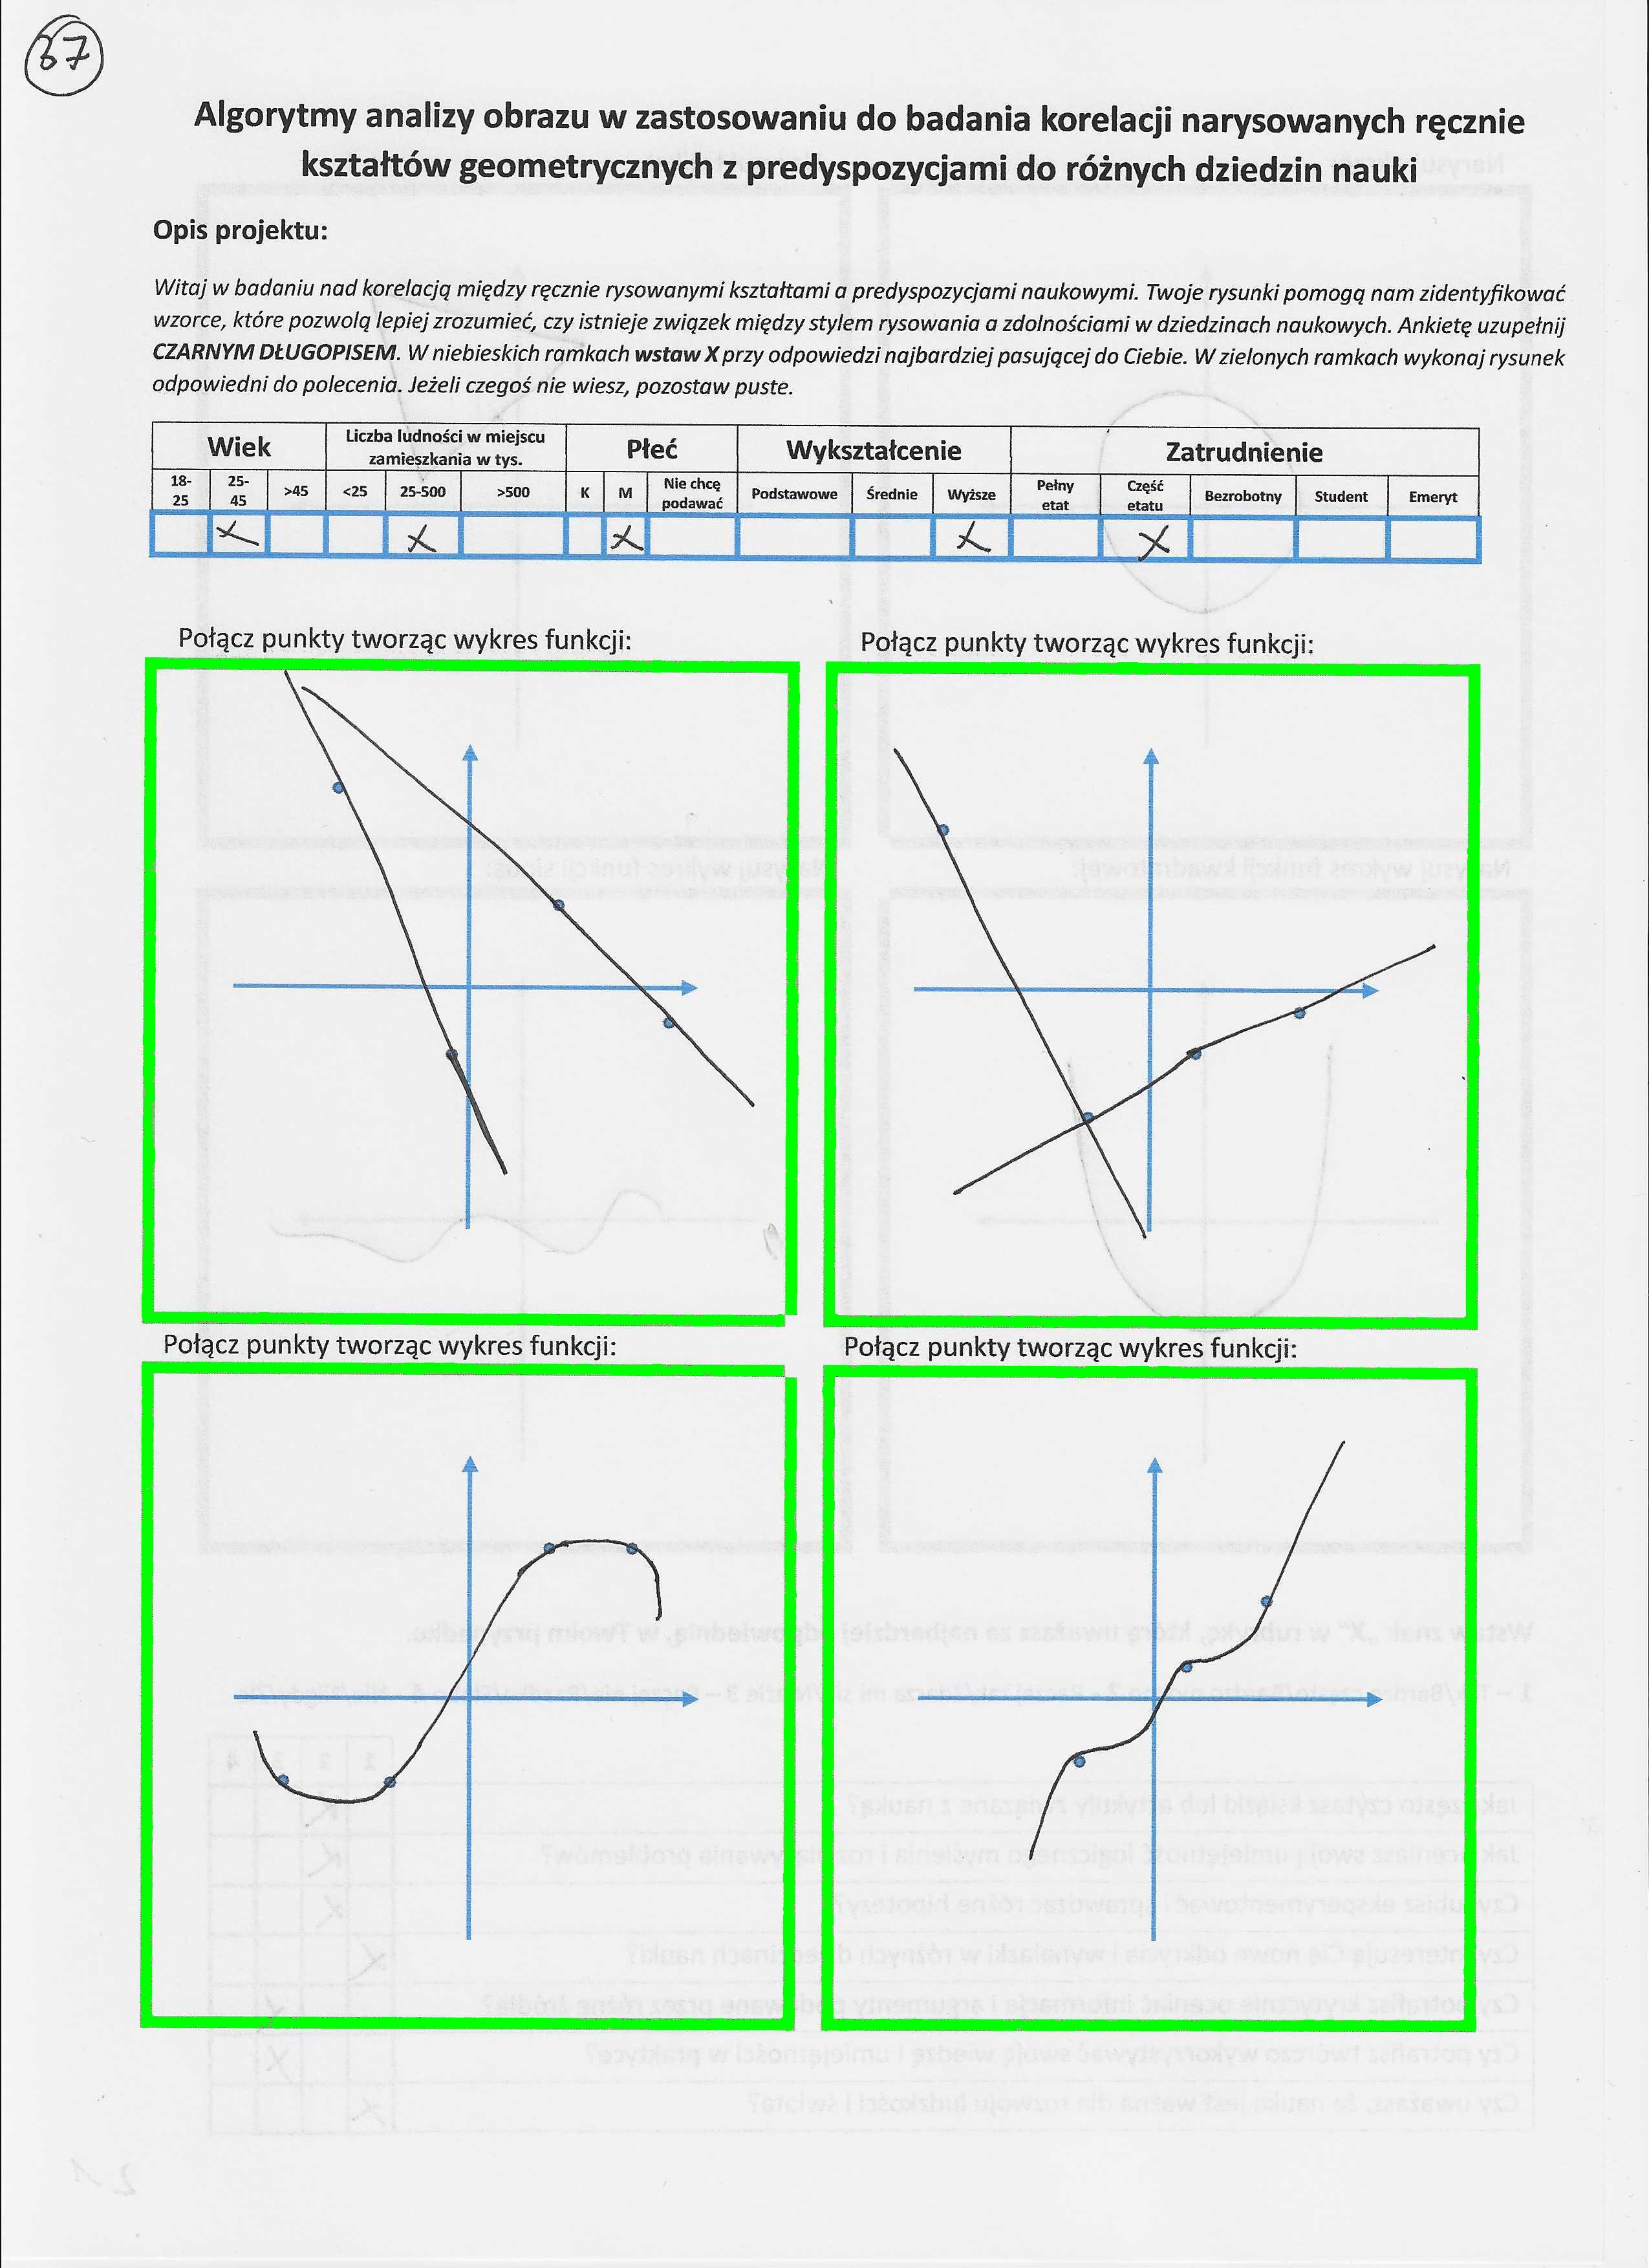 37
Algorytmy analizy obrazu w zastosowaniu do badania korelacji narysowanych ręcznie
kształtów geometrycznych z predyspozycjami do różnych dziedzin nauki
Opis projektu:
Witaj w badaniu nad korelacją między ręcznie rysowanymi kształtami a predyspozycjami naukowymi. Twoje rysunki pomogą nam zidentyfikować
wzorce, które pozwolą lepiej zrozumieć, czy istnieje związek między stylem rysowania a zdolnościami w dziedzinach naukowych. Ankietę uzupełnij
CZARNYM DŁUGOPISEM. W niebieskich ramkach wstaw X przy odpowiedzi najbardziej pasującej do Ciebie. W zielonych ramkach wykonaj rysunek
odpowiedni do polecenia. Jeżeli czegoś nie wiesz, pozostaw puste.
Wiek Liczba ludności w miejscu zamieszkania w tys. Płeć Wykształcenie Zatrudnienie
18-25 25-45 >45 <25 25-500 >500 K M Nie chcę podawać Podstawowe Średnie Wyższe Pełny etat Część etatu Bezrobotny Student Emeryt
X X X X X
Połącz punkty tworząc wykres funkcji: Połącz punkty tworząc wykres funkcji:
Połącz punkty tworząc wykres funkcji: Połącz punkty tworząc wykres funkcji: